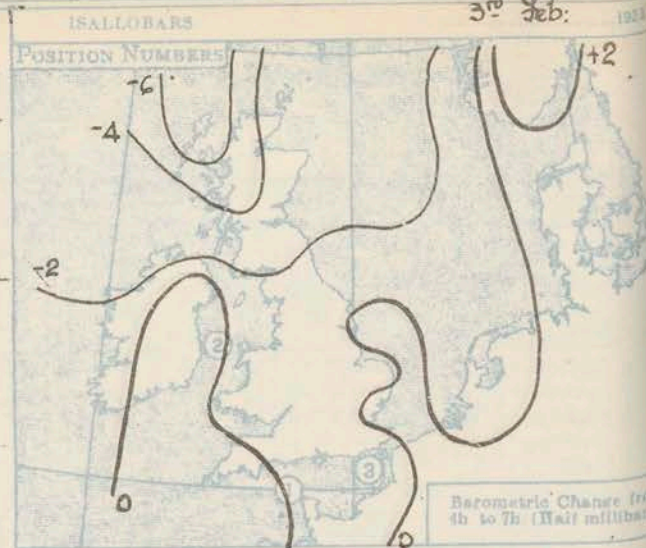 ISALLOBARS
3rd Feb:
POSITION NUMBERS
-6
+2
-4
-2
2
3
1
0
0
Barometric Change
4h to 7h (Half